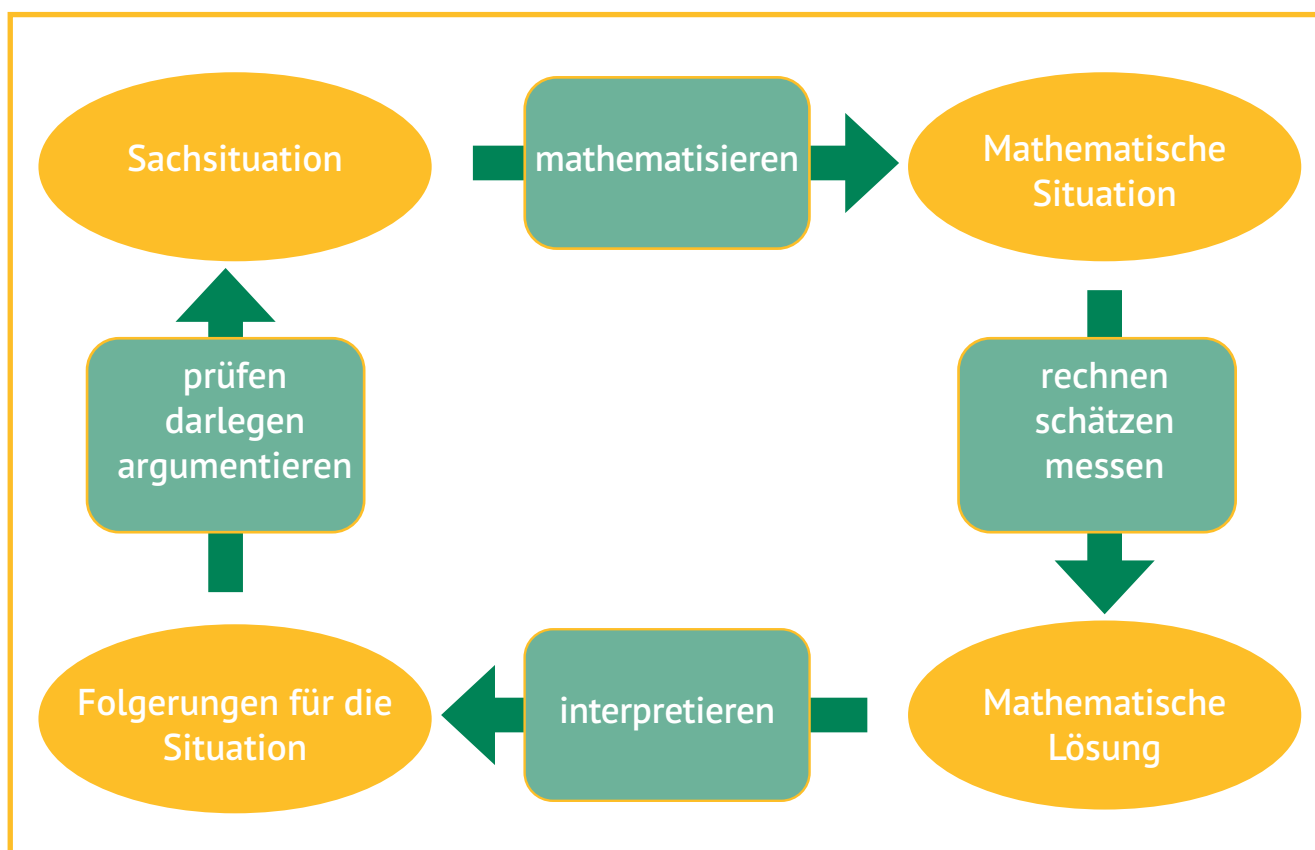 Sachsituation
mathematisieren
Mathematische
Situation
prüfen
darlegen
argumentieren
rechnen
schätzen
messen
Folgerungen für die
Situation
interpretieren
Mathematische
Lösung